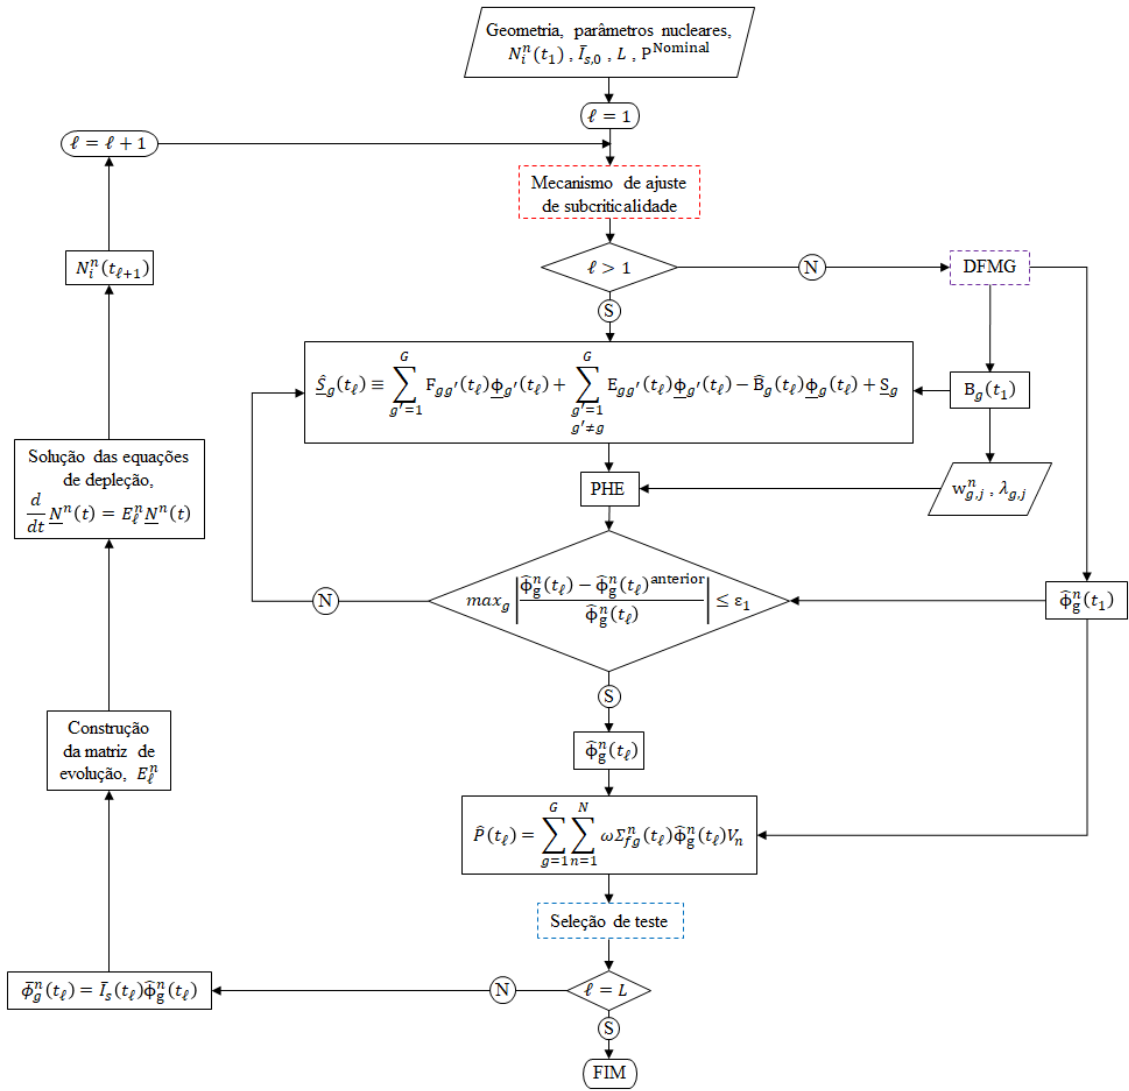 Geometria, parâmetros nucleares,
N_i^n(t_1) , Ī_{s,0} , L , P^{Nominal}
ℓ = 1
ℓ = ℓ + 1
Mecanismo de ajuste
de subcriticalidade
ℓ > 1
N
DFMG
S
N_i^n(t_{ℓ+1})
Ŝ_g(t_ℓ) ≡ ∑_{g'=1}^{G} F_{gg'}(t_ℓ)ϕ_{g'}(t_ℓ) + ∑_{g'=1 g'≠g}^{G} E_{gg'}(t_ℓ)ϕ_{g'}(t_ℓ) − B̂_g(t_ℓ)ϕ_g(t_ℓ) + S_g
B_g(t_1)
w_{g,j}^n , λ_{g,j}
PHE
Solução das equações
de depleção,
d/dt N^n(t) = E_ℓ^n N^n(t)
max_g |(ϕ̂_g^n(t_ℓ) − ϕ̂_g^n(t_ℓ)^{anterior}) / ϕ̂_g^n(t_ℓ)| ≤ ε_1
N
ϕ̂_g^n(t_1)
S
ϕ̂_g^n(t_ℓ)
Construção
da matriz de
evolução, E_ℓ^n
P̂(t_ℓ) = ∑_{g=1}^{G} ∑_{n=1}^{N} ωΣ_{fg}^n(t_ℓ)ϕ̂_g^n(t_ℓ)V_n
Seleção de teste
ℓ = L
N
ϕ̄_g^n(t_ℓ) = Ī_s(t_ℓ)ϕ̂_g^n(t_ℓ)
S
FIM